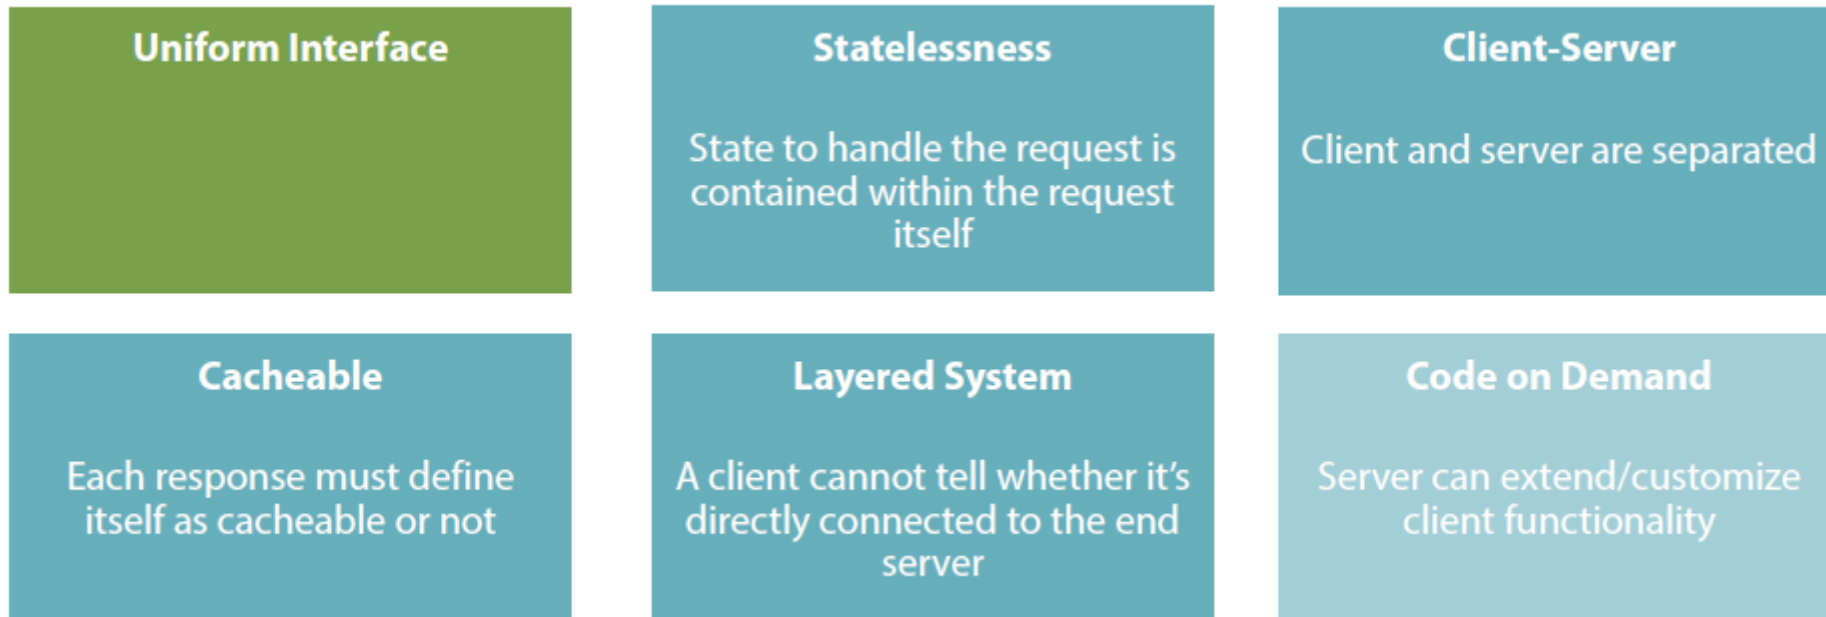 Uniform Interface
Statelessness
State to handle the request is
contained within the request
itself
Client-Server
Client and server are separated
Cacheable
Each response must define
itself as cacheable or not
Layered System
A client cannot tell whether it’s
directly connected to the end
server
Code on Demand
Server can extend/customize
client functionality